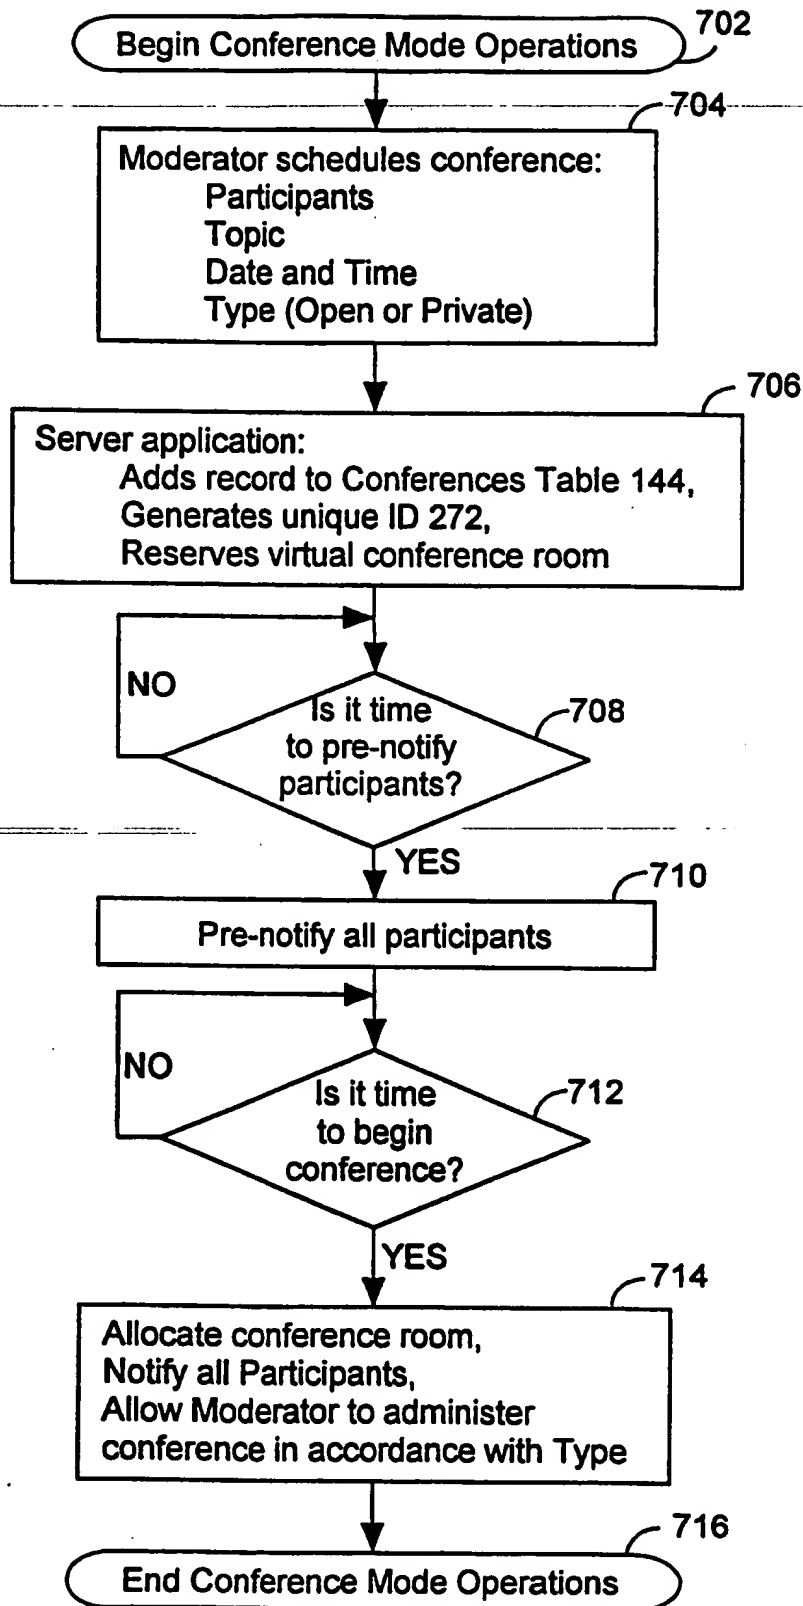 Begin Conference Mode Operations
702
704
Moderator schedules conference:
Participants
Topic
Date and Time
Type (Open or Private)
706
Server application:
Adds record to Conferences Table 144,
Generates unique ID 272,
Reserves virtual conference room
NO
Is it time
to pre-notify
participants?
708
YES
710
Pre-notify all participants
NO
Is it time
to begin
conference?
712
YES
714
Allocate conference room,
Notify all Participants,
Allow Moderator to administer
conference in accordance with Type
716
End Conference Mode Operations